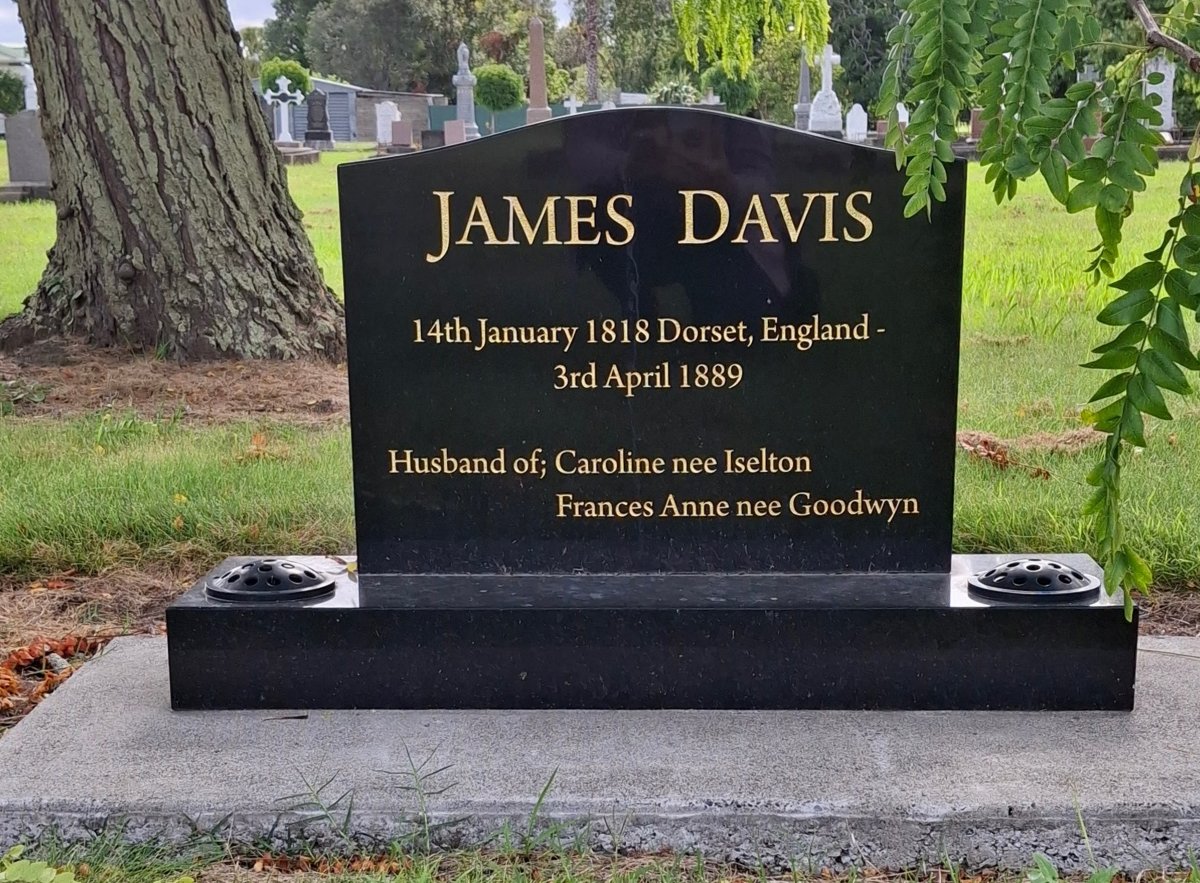 JAMES DAVIS
14th January 1818 Dorset, England -
3rd April 1889
Husband of; Caroline nee Iselton
Frances Anne nee Goodwyn